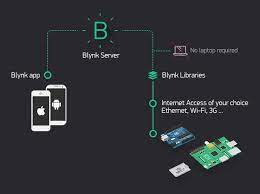 B
Blynk Server
No laptop required
Blynk app
Blynk Libraries
Internet Access of your choice
Ethernet, Wi-Fi, 3G ...